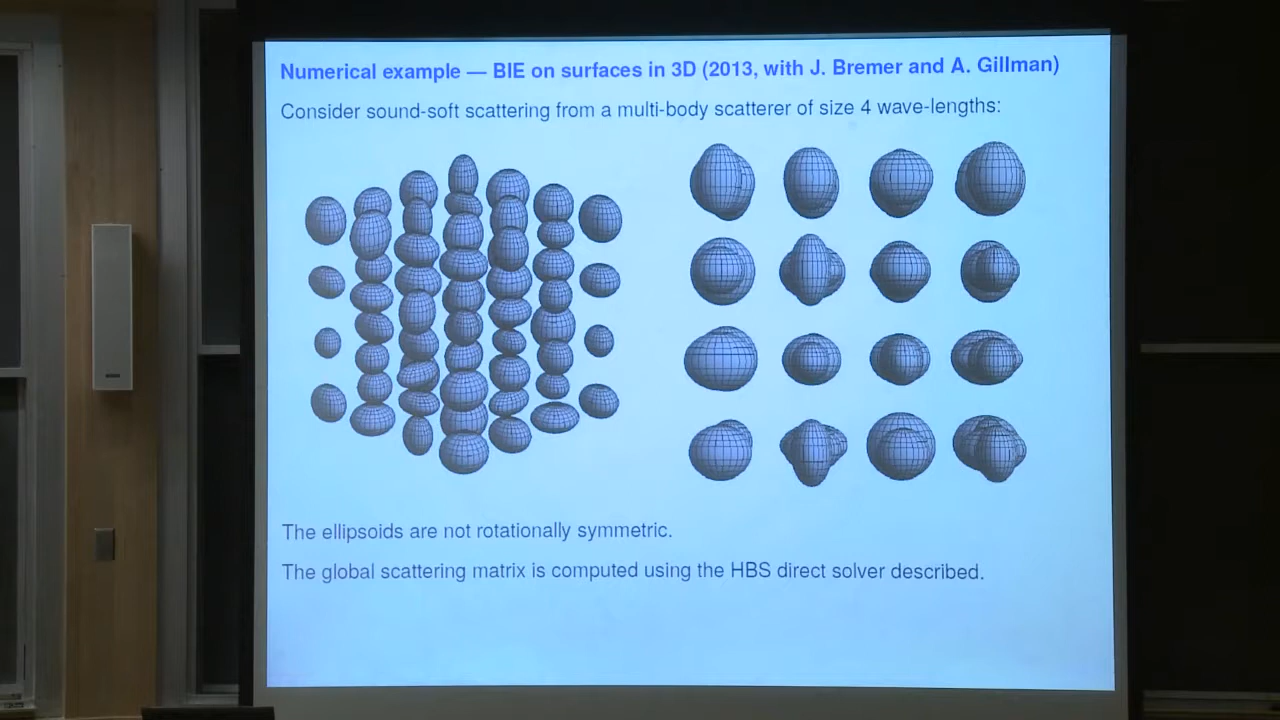 Numerical example — BIE on surfaces in 3D (2013, with J. Bremer and A. Gillman)
Consider sound-soft scattering from a multi-body scatterer of size 4 wave-lengths:
The ellipsoids are not rotationally symmetric.
The global scattering matrix is computed using the HBS direct solver described.